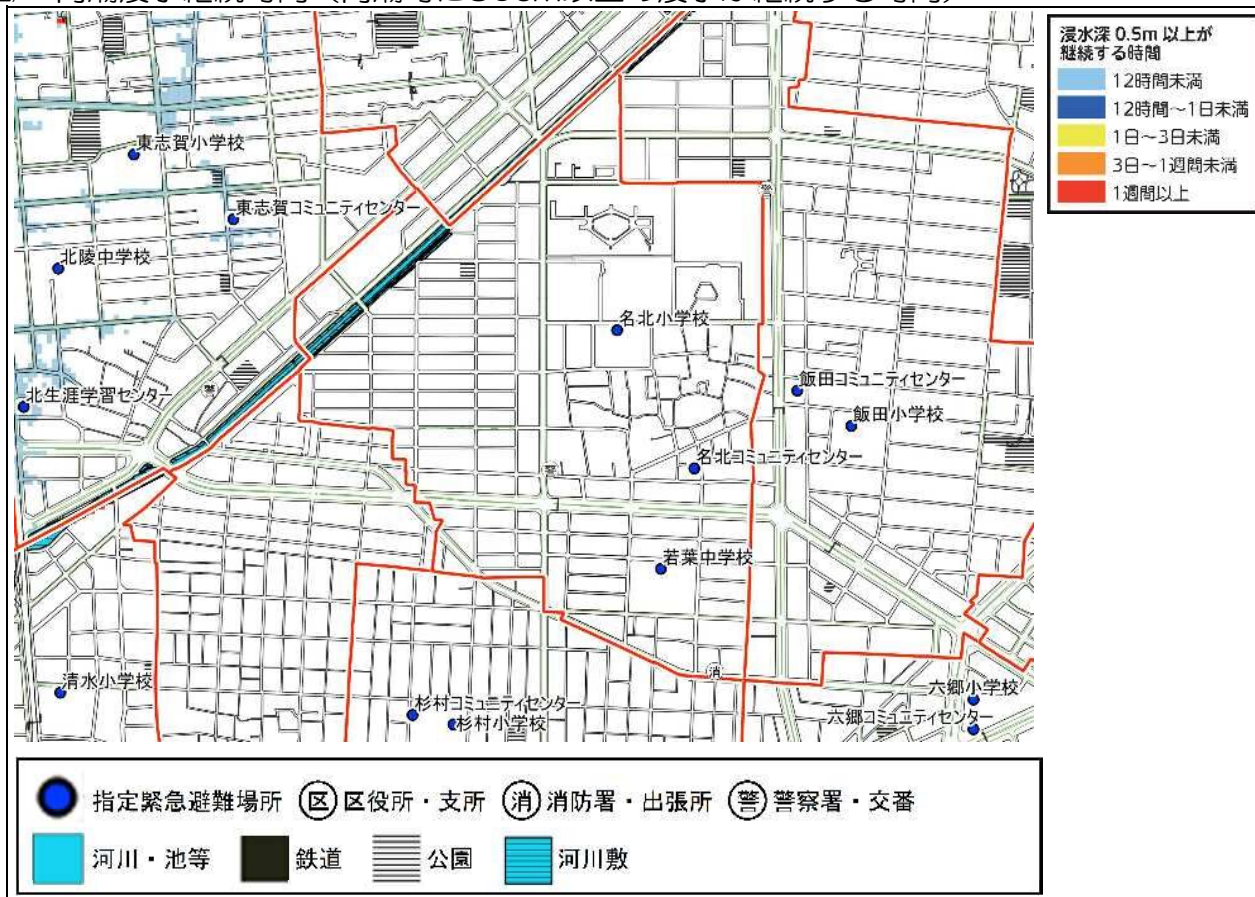 浸水深 0.5m 以上が
継続する時間
12時間未満
12時間～1日未満
1日～3日未満
3日～1週間未満
1週間以上
東志賀小学校
東志賀コミュニティセンター
北陵中学校
名北小学校
北生涯学習センター
飯田コミュニティセンター
飯田小学校
名北コミュニティセンター
若葉中学校
清水小学校
杉村コミュニティセンター
杉村小学校
六郷小学校
六郷コミュニティセンター
警
警
警
消
指定緊急避難場所 区 区役所・支所 消 消防署・出張所 警 警察署・交番
河川・池等 鉄道 公園 河川敷